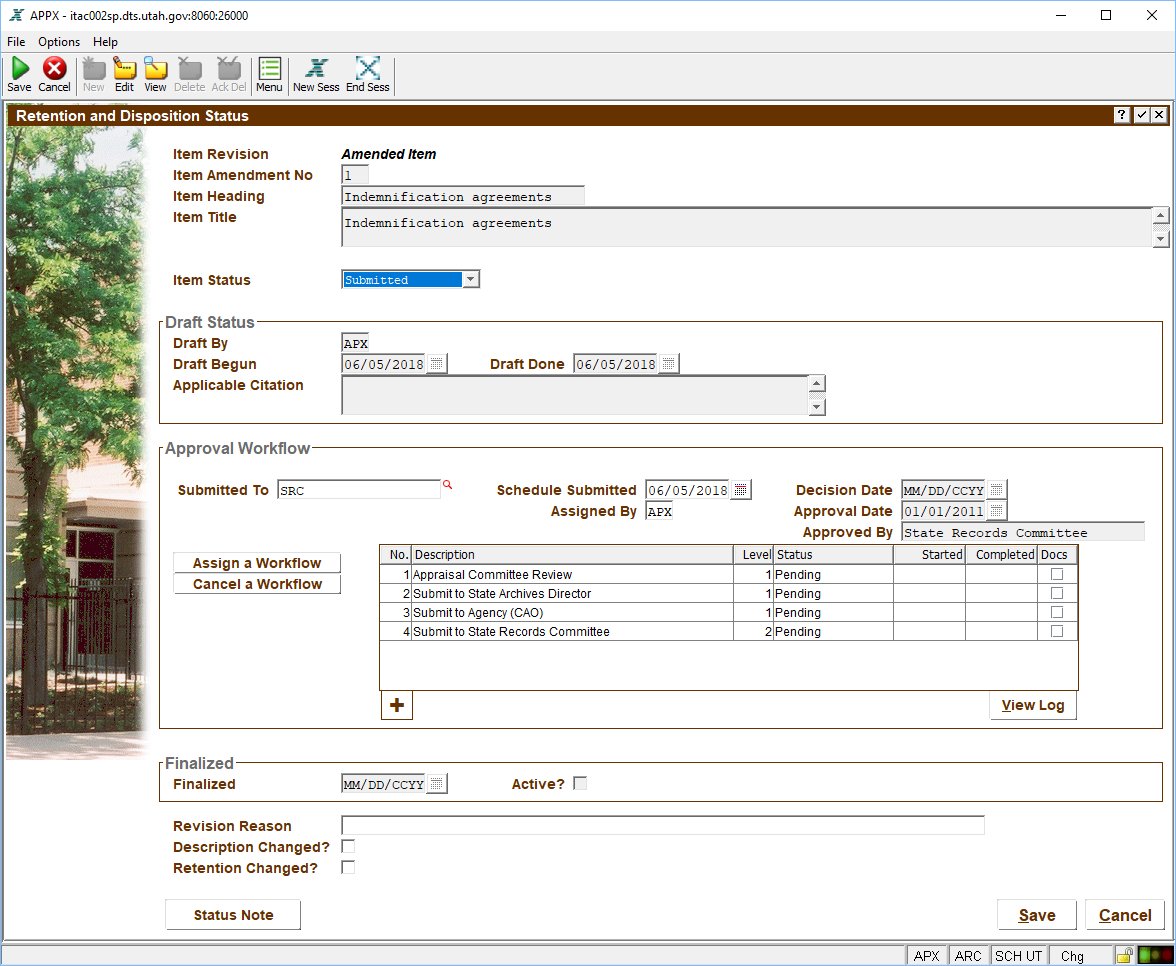 APPX - itac002sp.dts.utah.gov:8060:26000
File Options Help
Save Cancel New Edit View Delete Ack Del Menu New Sess End Sess
Retention and Disposition Status
Item Revision Amended Item
Item Amendment No 1
Item Heading Indemnification agreements
Item Title Indemnification agreements
Item Status Submitted
Draft Status
Draft By APX
Draft Begun 06/05/2018 Draft Done 06/05/2018
Applicable Citation
Approval Workflow
Submitted To SRC Schedule Submitted 06/05/2018 Decision Date MM/DD/CCYY
Assigned By APX Approval Date 01/01/2011
Approved By State Records Committee
No. Description Level Status Started Completed Docs
Assign a Workflow
1 Appraisal Committee Review 1 Pending
Cancel a Workflow
2 Submit to State Archives Director 1 Pending
3 Submit to Agency (CAO) 1 Pending
4 Submit to State Records Committee 2 Pending
+ View Log
Finalized
Finalized MM/DD/CCYY Active?
Revision Reason
Description Changed?
Retention Changed?
Status Note Save Cancel
APX ARC SCH UT Chg